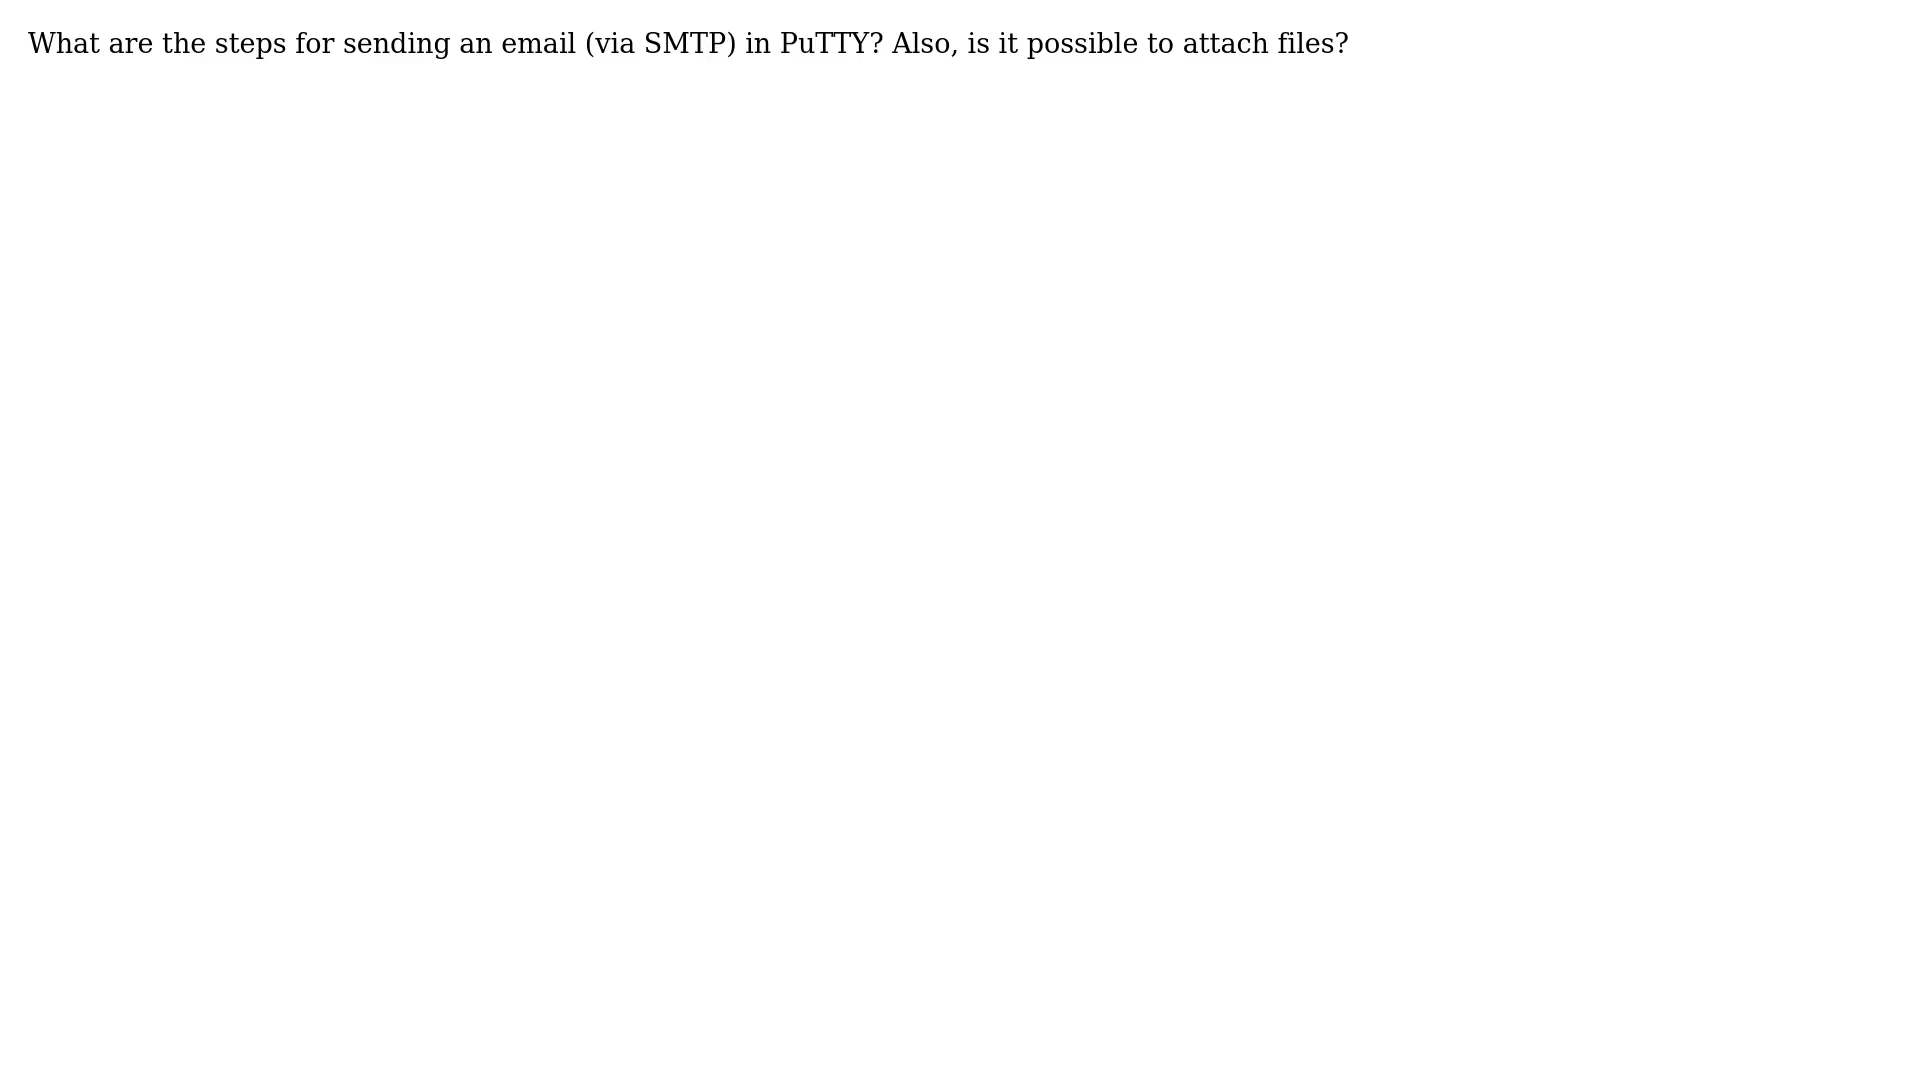 What are the steps for sending an email (via SMTP) in PuTTY? Also, is it possible to attach files?